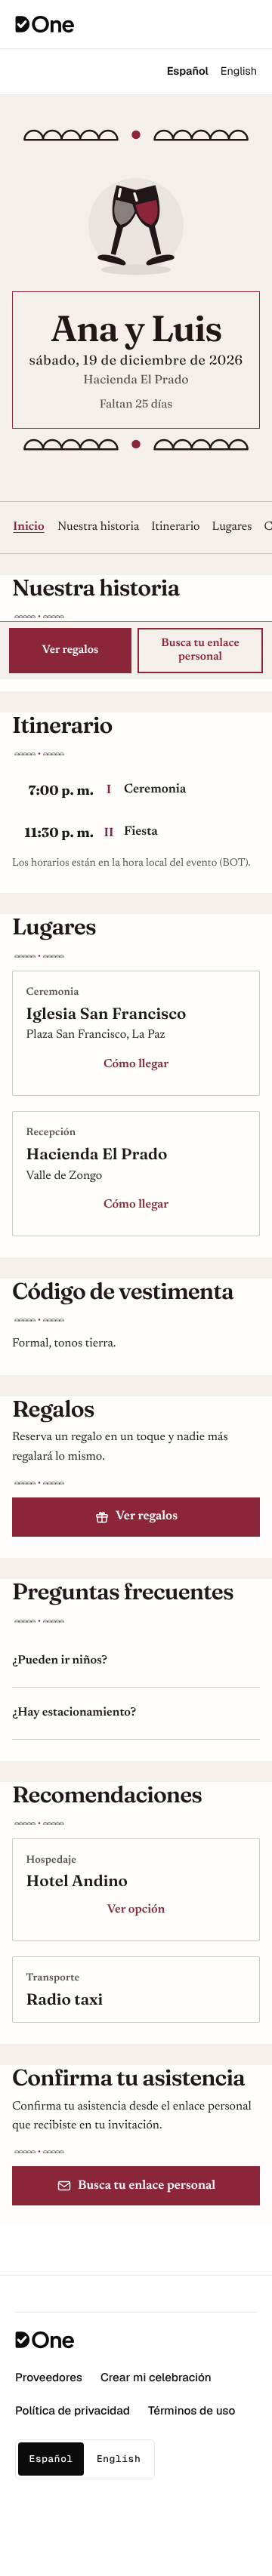 One
Español English
Ana y Luis
sábado, 19 de diciembre de 2026
Hacienda El Prado
Faltan 25 días
Inicio Nuestra historia Itinerario Lugares
Nuestra historia
Ver regalos
Busca tu enlace
personal
Itinerario
7:00 p. m. I Ceremonia
11:30 p. m. II Fiesta
Los horarios están en la hora local del evento (BOT).
Lugares
Ceremonia
Iglesia San Francisco
Plaza San Francisco, La Paz
Cómo llegar
Recepción
Hacienda El Prado
Valle de Zongo
Cómo llegar
Código de vestimenta
Formal, tonos tierra.
Regalos
Reserva un regalo en un toque y nadie más
regalará lo mismo.
Ver regalos
Preguntas frecuentes
¿Pueden ir niños?
¿Hay estacionamiento?
Recomendaciones
Hospedaje
Hotel Andino
Ver opción
Transporte
Radio taxi
Confirma tu asistencia
Confirma tu asistencia desde el enlace personal
que recibiste en tu invitación.
Busca tu enlace personal
One
Proveedores Crear mi celebración
Política de privacidad Términos de uso
Español English